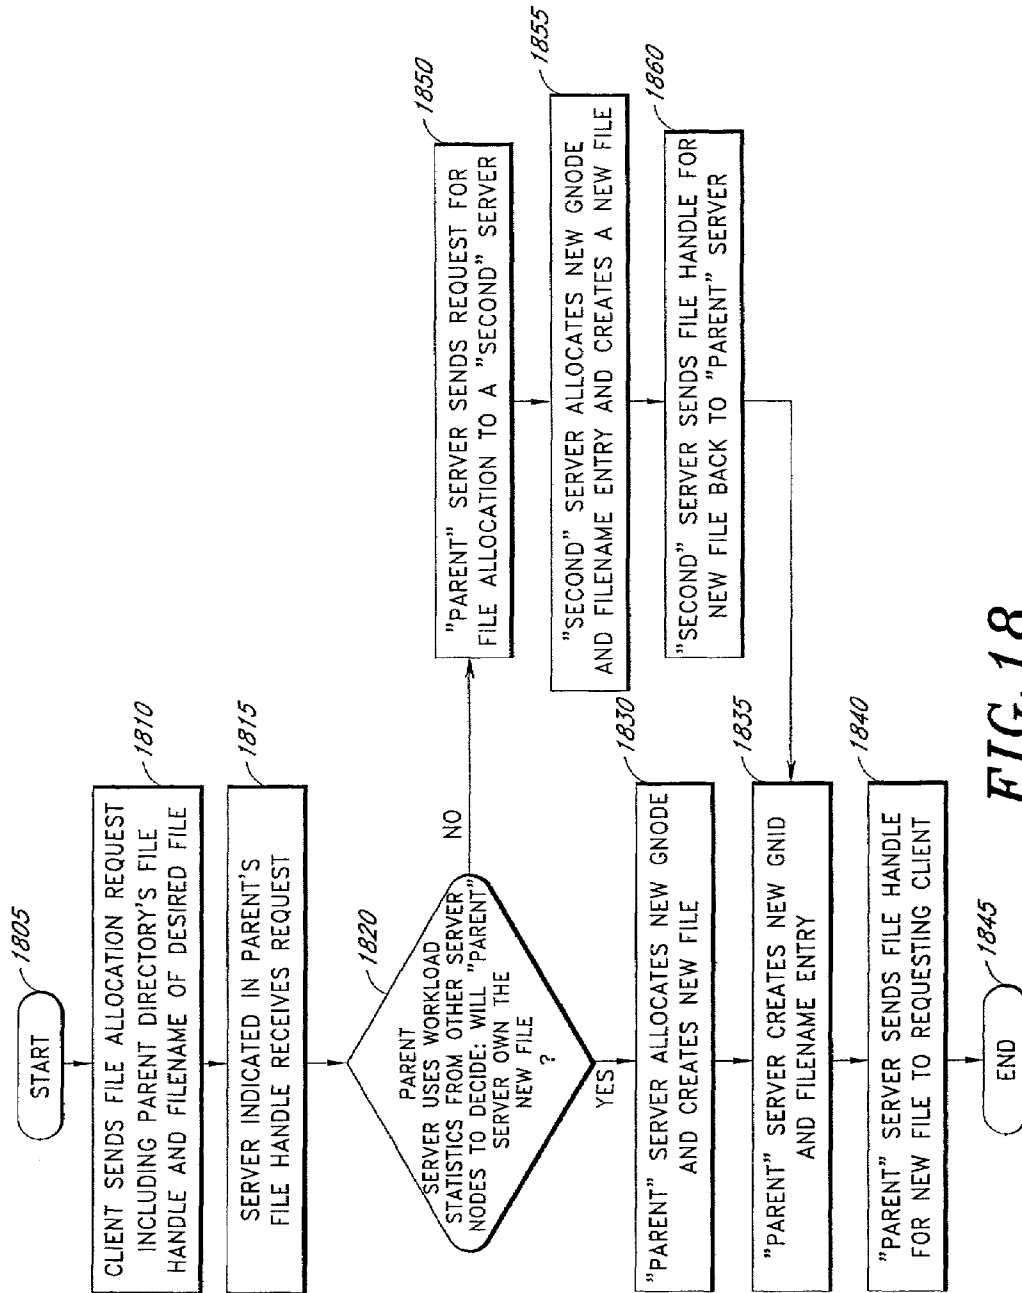 START
1805
CLIENT SENDS FILE ALLOCATION REQUEST
INCLUDING PARENT DIRECTORY'S FILE
HANDLE AND FILENAME OF DESIRED FILE
1810
SERVER INDICATED IN PARENT'S
FILE HANDLE RECEIVES REQUEST
1815
PARENT
SERVER USES WORKLOAD
STATISTICS FROM OTHER SERVER
NODES TO DECIDE: WILL "PARENT"
SERVER OWN THE
NEW FILE
?
1820
NO
YES
"PARENT" SERVER ALLOCATES NEW GNODE
AND CREATES NEW FILE
1830
"PARENT" SERVER CREATES NEW GNID
AND FILENAME ENTRY
1835
"PARENT" SERVER SENDS FILE HANDLE
FOR NEW FILE TO REQUESTING CLIENT
1840
END
1845
"PARENT" SERVER SENDS REQUEST FOR
FILE ALLOCATION TO A "SECOND" SERVER
1850
"SECOND" SERVER ALLOCATES NEW GNODE
AND FILENAME ENTRY AND CREATES A NEW FILE
1855
"SECOND" SERVER SENDS FILE HANDLE FOR
NEW FILE BACK TO "PARENT" SERVER
1860
FIG. 18